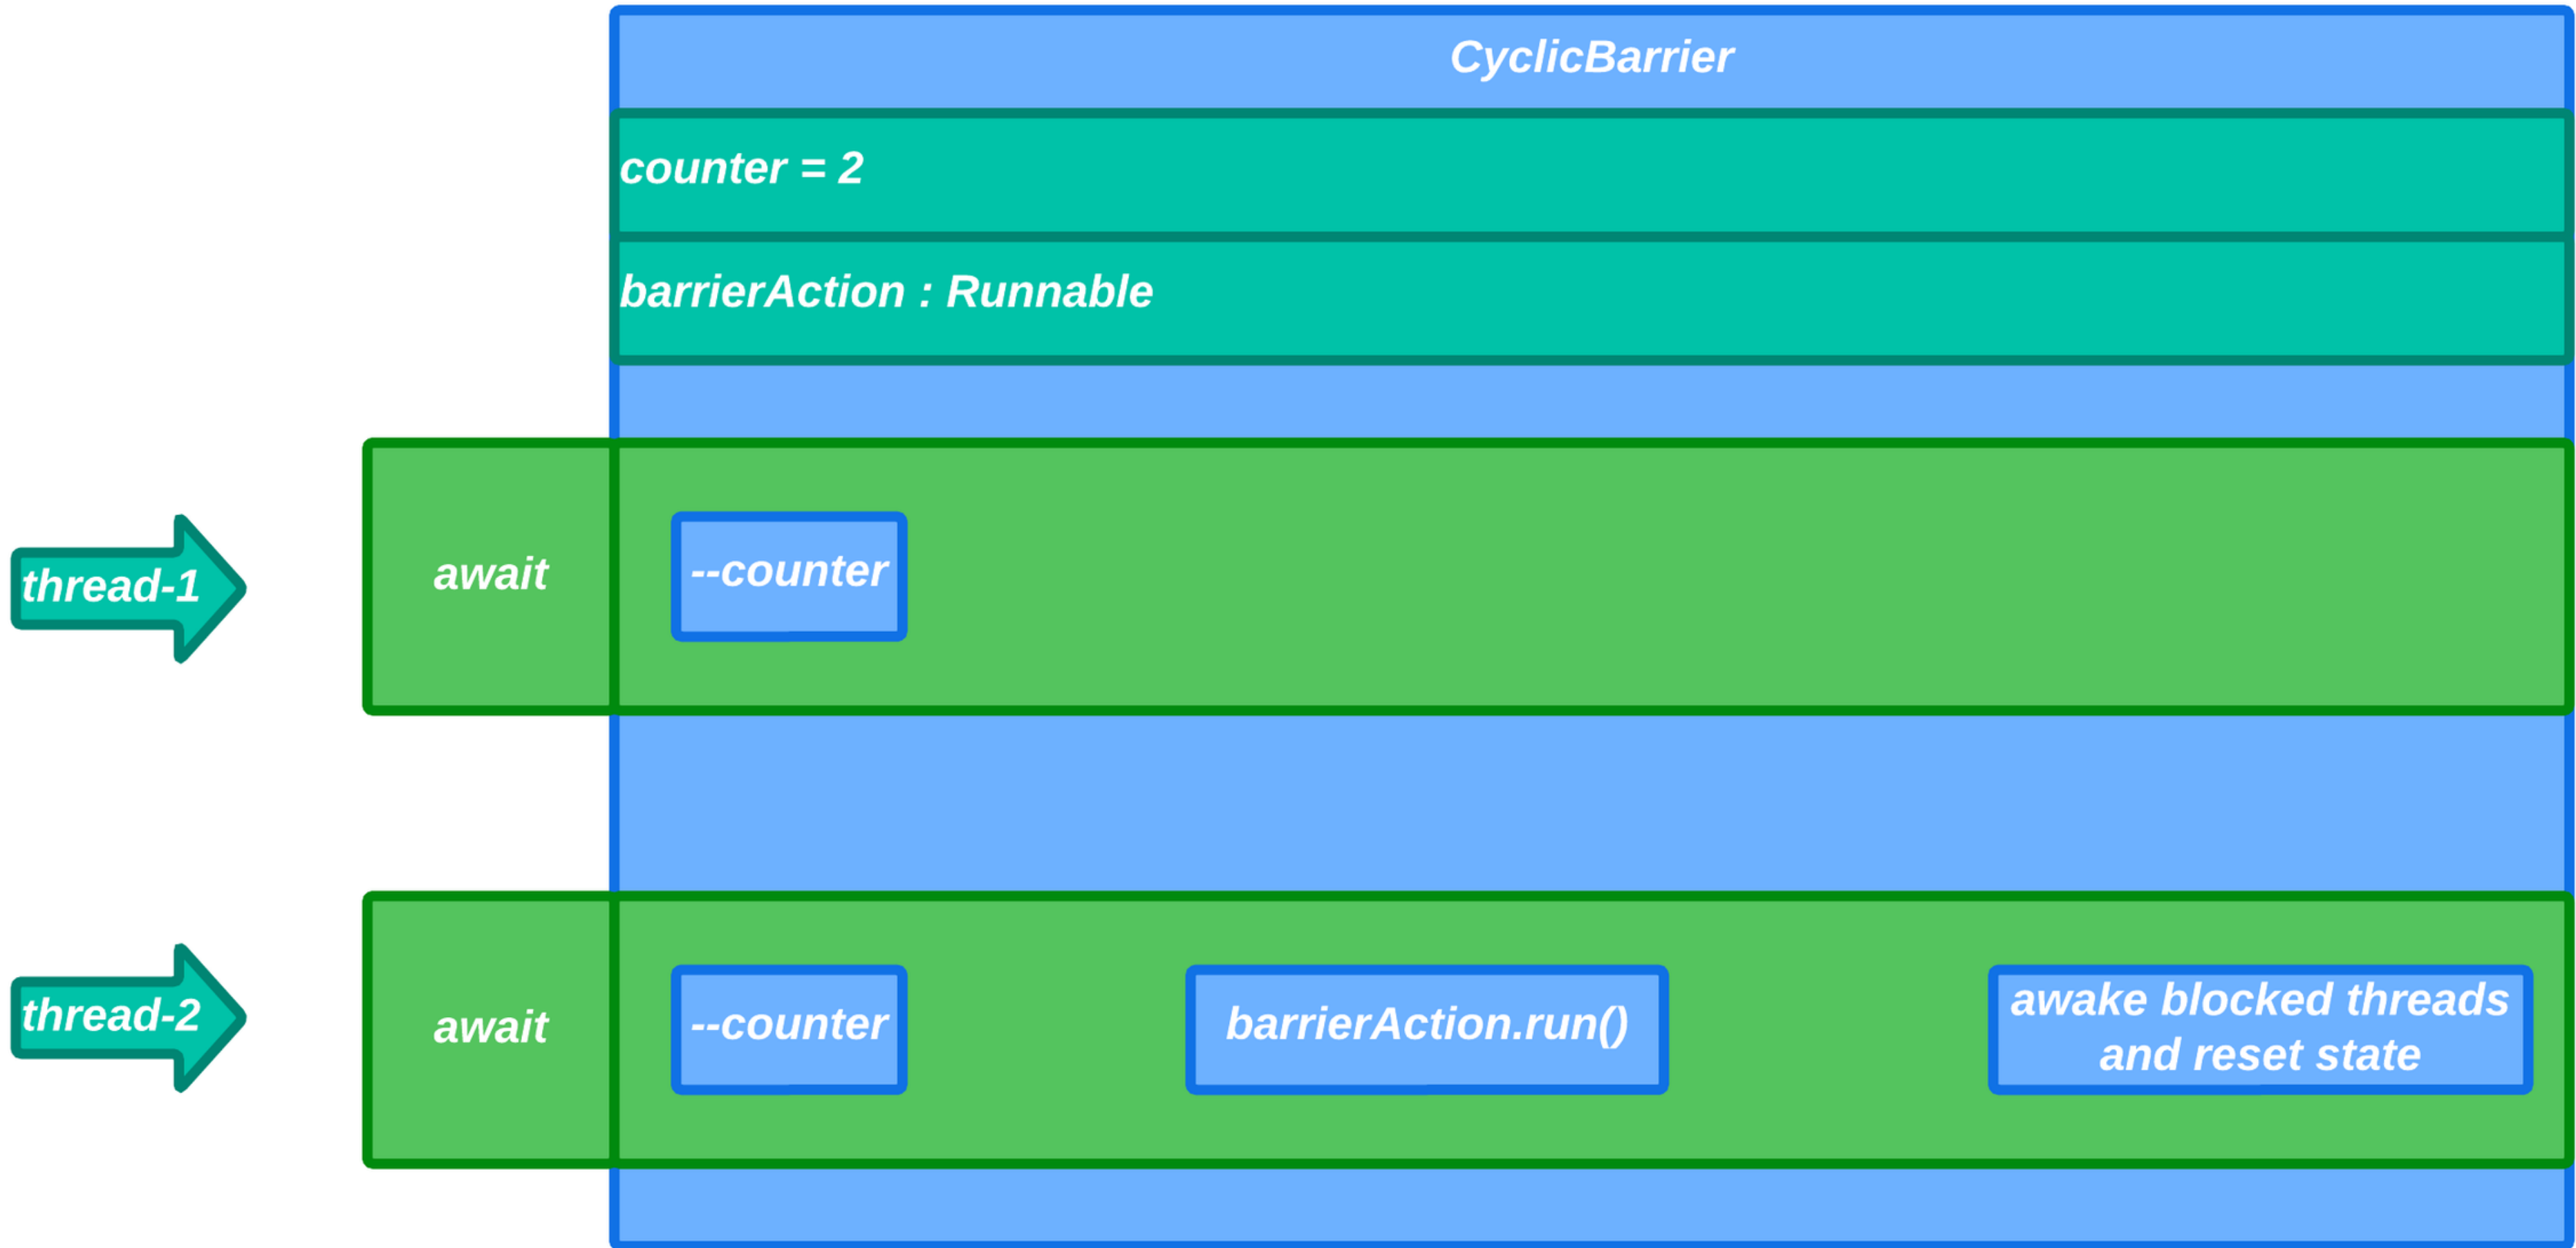 CyclicBarrier
counter = 2
barrierAction : Runnable
thread-1
await
--counter
thread-2
await
--counter
barrierAction.run()
awake blocked threads
and reset state